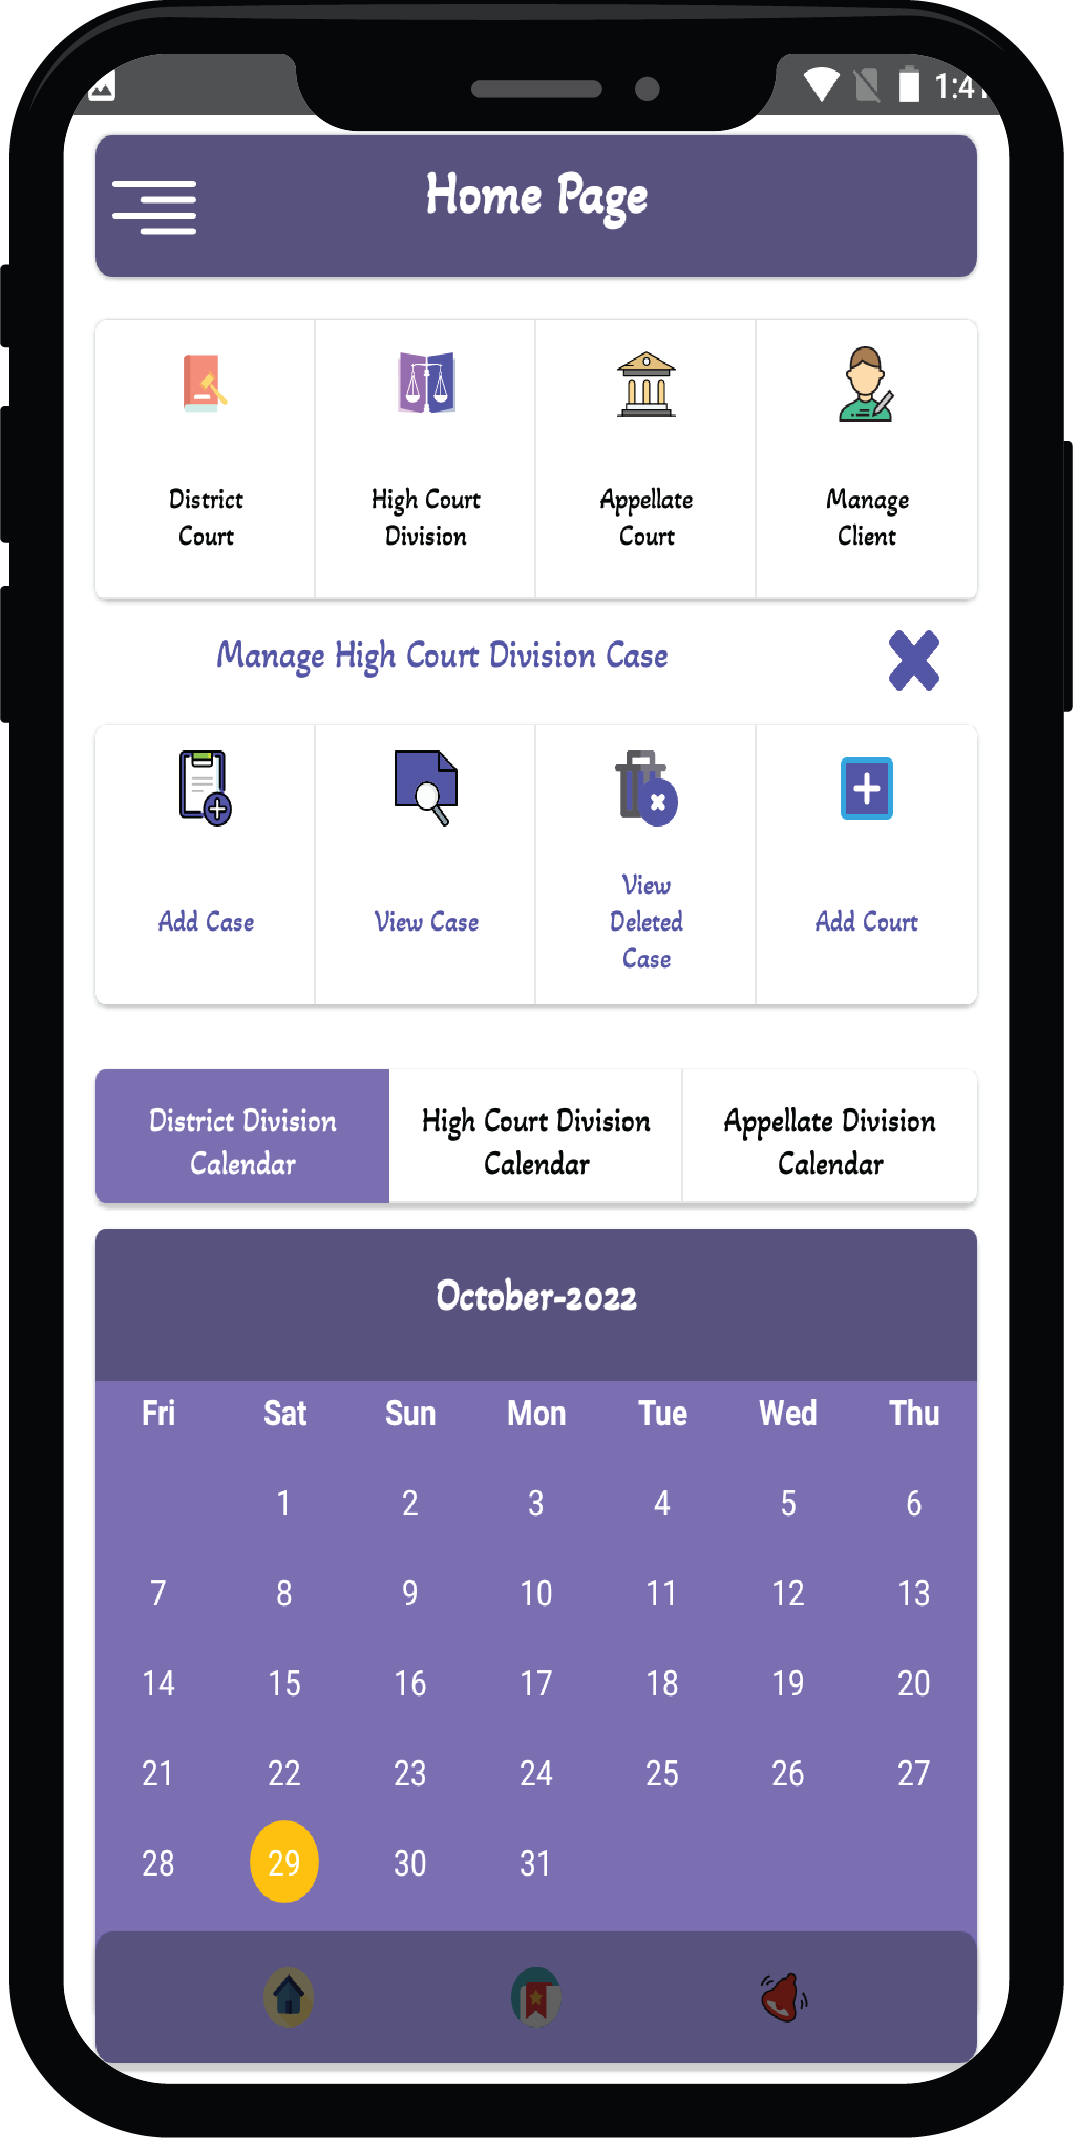 Home Page
District
Court
High Court
Division
Appellate
Court
Manage
Client
Manage High Court Division Case
Add Case
View Case
View
Deleted
Case
Add Court
District Division
Calendar
High Court Division
Calendar
Appellate Division
Calendar
October-2022
Fri Sat Sun Mon Tue Wed Thu
1 2 3 4 5 6
7 8 9 10 11 12 13
14 15 16 17 18 19 20
21 22 23 24 25 26 27
28 29 30 31